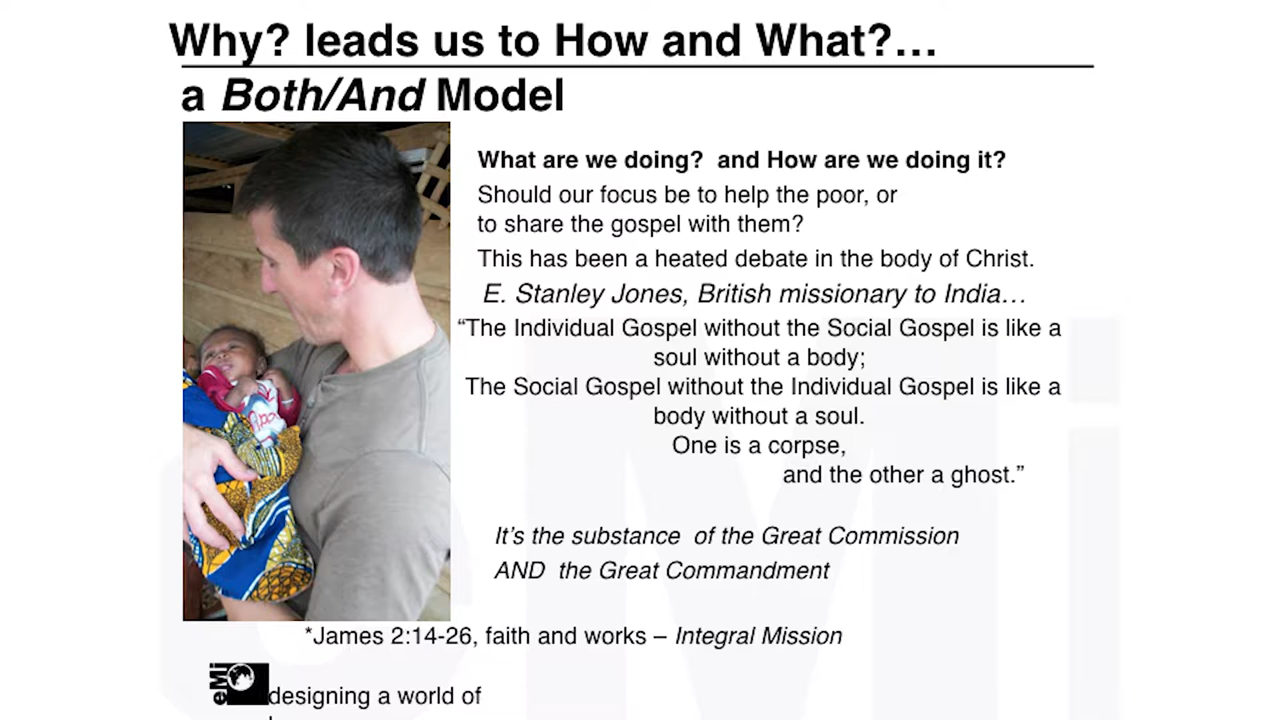 Why? leads us to How and What?…
a Both/And Model
What are we doing?  and How are we doing it?
Should our focus be to help the poor, or
to share the gospel with them?
This has been a heated debate in the body of Christ.
E. Stanley Jones, British missionary to India…
“The Individual Gospel without the Social Gospel is like a
soul without a body;
The Social Gospel without the Individual Gospel is like a
body without a soul.
One is a corpse,
and the other a ghost.”
It’s the substance  of the Great Commission
AND  the Great Commandment
*James 2:14-26, faith and works – Integral Mission
eMi
designing a world of